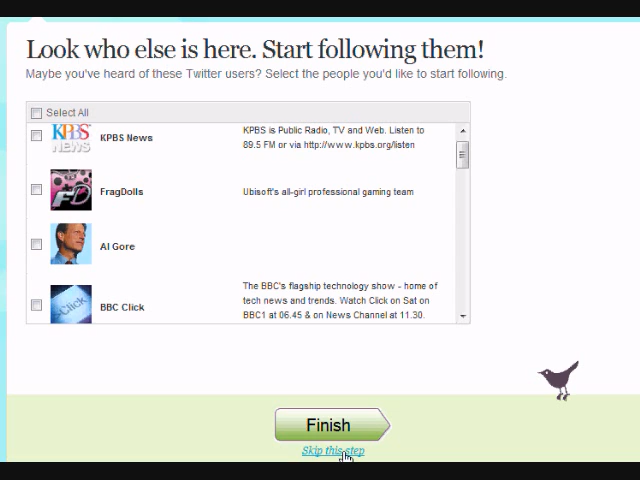 Look who else is here. Start following them!
Maybe you've heard of these Twitter users? Select the people you'd like to start following.
Select All
KPBS NEWS
KPBS News
KPBS is Public Radio, TV and Web. Listen to
89.5 FM or via http://www.kpbs.org/listen
FD
FragDolls
Ubisoft's all-girl professional gaming team
Al Gore
Click
BBC Click
The BBC's flagship technology show - home of
tech news and trends. Watch Click on Sat on
BBC1 at 06.45 & on News Channel at 11.30.
Finish
Skip this step